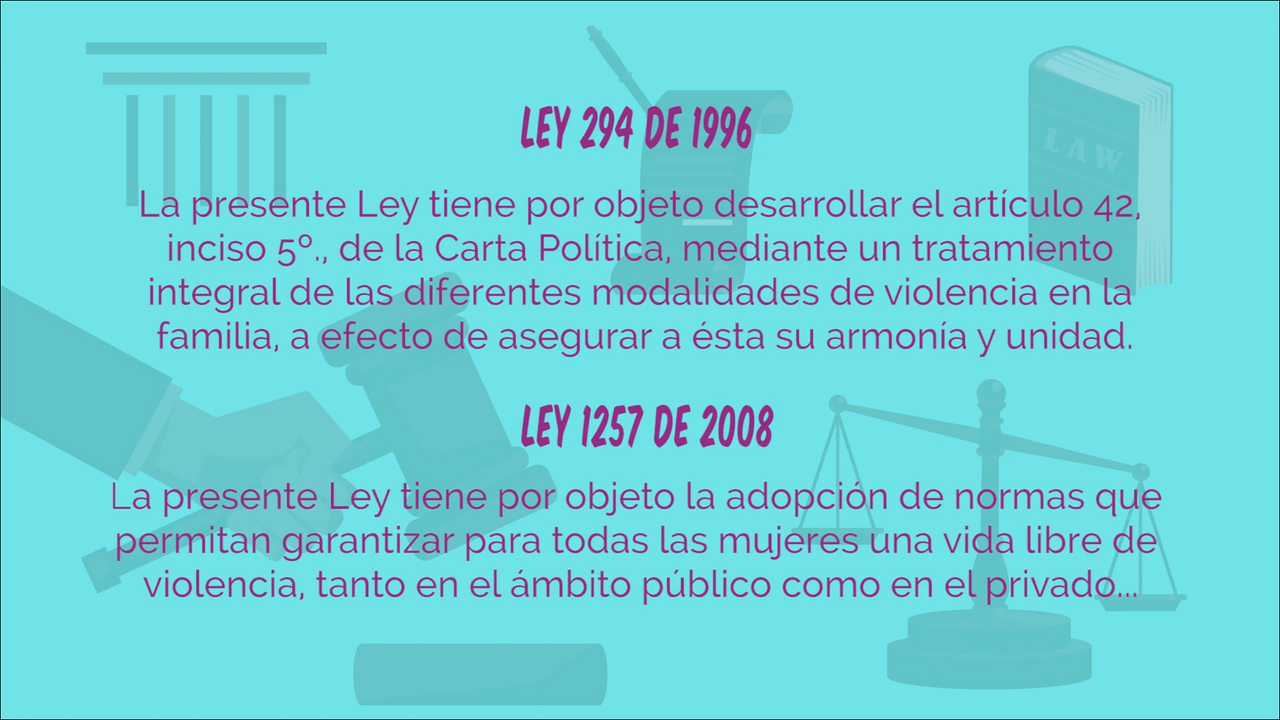 LAW
LEY 294 DE 1996
La presente Ley tiene por objeto desarrollar el artículo 42,
inciso 5º., de la Carta Política, mediante un tratamiento
integral de las diferentes modalidades de violencia en la
familia, a efecto de asegurar a ésta su armonía y unidad.
LEY 1257 DE 2008
La presente Ley tiene por objeto la adopción de normas que
permitan garantizar para todas las mujeres una vida libre de
violencia, tanto en el ámbito público como en el privado...